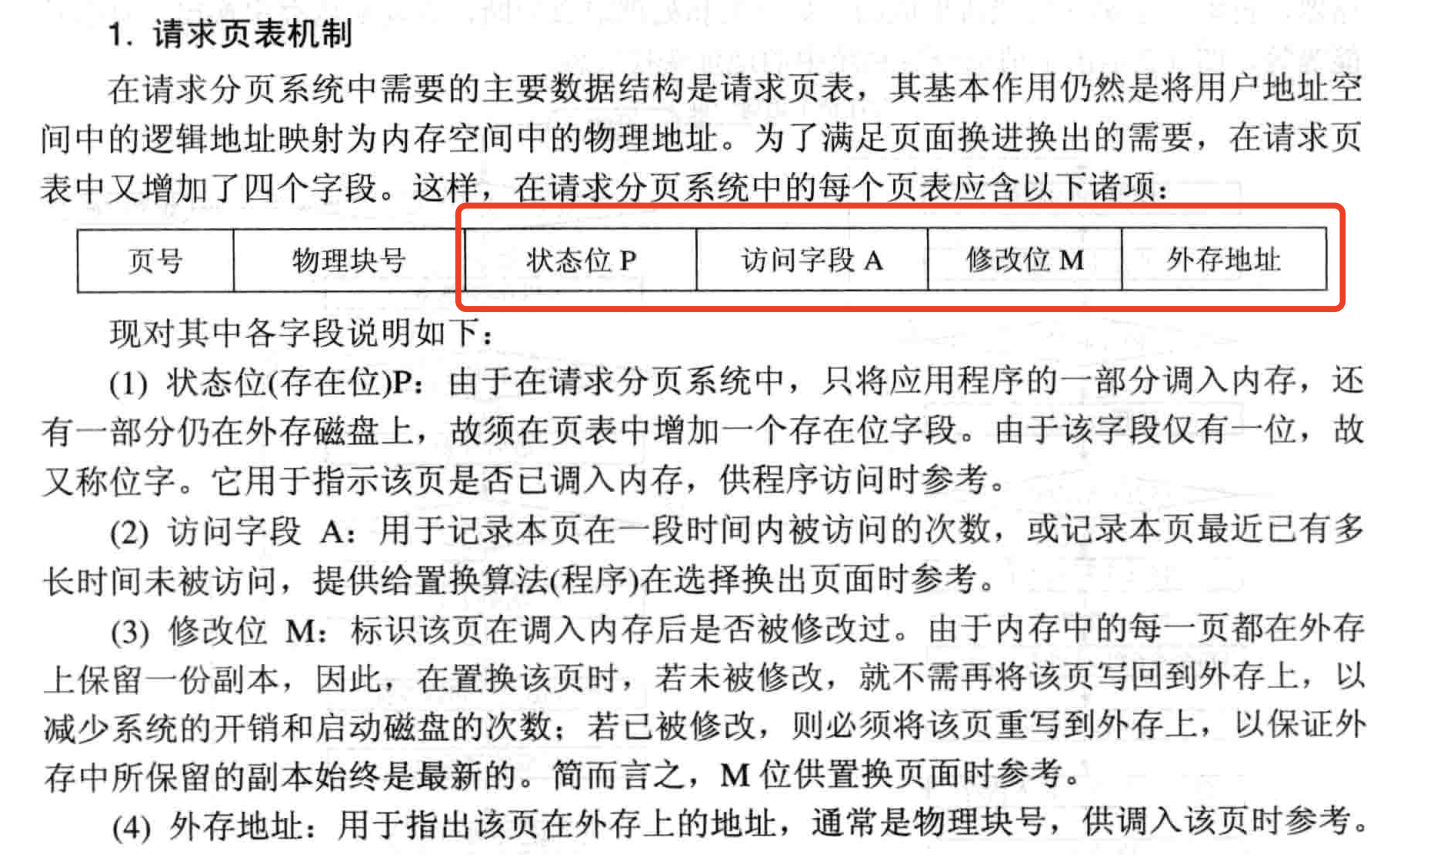 1. 请求页表机制
在请求分页系统中需要的主要数据结构是请求页表，其基本作用仍然是将用户地址空
间中的逻辑地址映射为内存空间中的物理地址。为了满足页面换进换出的需要，在请求页
表中又增加了四个字段。这样，在请求分页系统中的每个页表应含以下诸项：
页号 物理块号 状态位 P 访问字段 A 修改位 M 外存地址
现对其中各字段说明如下：
(1) 状态位(存在位)P：由于在请求分页系统中，只将应用程序的一部分调入内存，还
有一部分仍在外存磁盘上，故须在页表中增加一个存在位字段。由于该字段仅有一位，故
又称位字。它用于指示该页是否已调入内存，供程序访问时参考。
(2) 访问字段 A：用于记录本页在一段时间内被访问的次数，或记录本页最近已有多
长时间未被访问，提供给置换算法(程序)在选择换出页面时参考。
(3) 修改位 M：标识该页在调入内存后是否被修改过。由于内存中的每一页都在外存
上保留一份副本，因此，在置换该页时，若未被修改，就不需再将该页写回到外存上，以
减少系统的开销和启动磁盘的次数；若已被修改，则必须将该页重写到外存上，以保证外
存中所保留的副本始终是最新的。简而言之，M 位供置换页面时参考。
(4) 外存地址：用于指出该页在外存上的地址，通常是物理块号，供调入该页时参考。